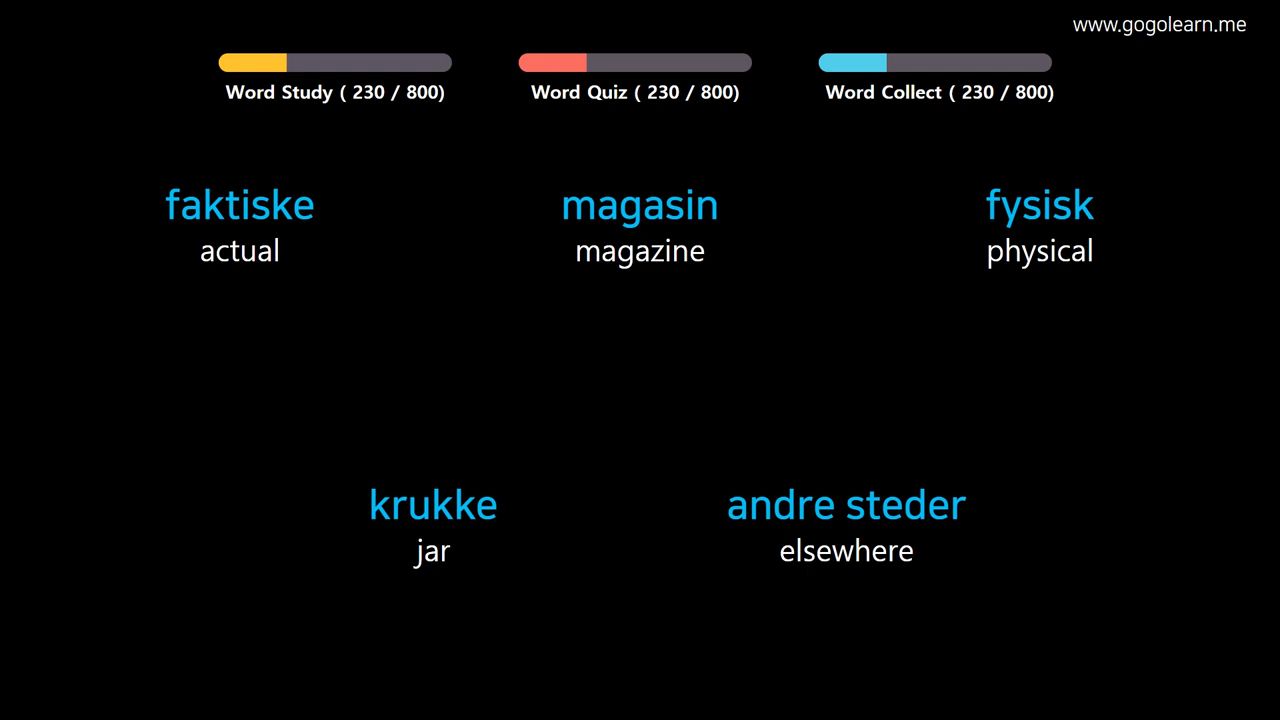 www.gogolearn.me
Word Study ( 230 / 800)
Word Quiz ( 230 / 800)
Word Collect ( 230 / 800)
faktiske
actual
magasin
magazine
fysisk
physical
krukke
jar
andre steder
elsewhere